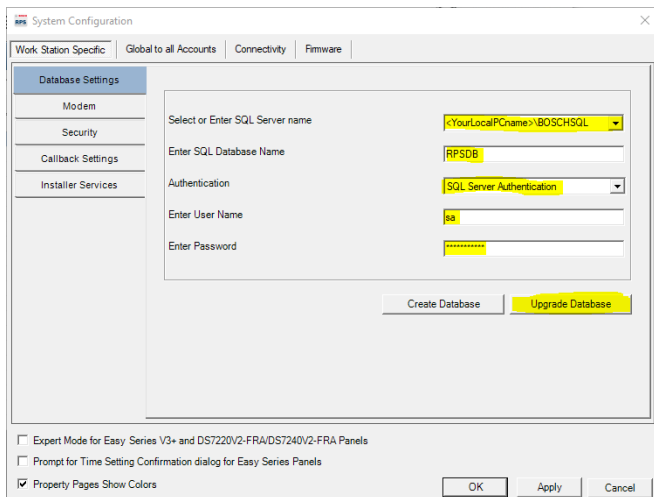 RPS System Configuration
Work Station Specific Global to all Accounts Connectivity Firmware
Database Settings
Modem
Security
Callback Settings
Installer Services
Select or Enter SQL Server name <YourLocalPCname>\BOSCHSQL
Enter SQL Database Name RPSDB
Authentication SQL Server Authentication
Enter User Name sa
Enter Password ***********
Create Database Upgrade Database
Expert Mode for Easy Series V3+ and DS7220V2-FRA/DS7240V2-FRA Panels
Prompt for Time Setting Confirmation dialog for Easy Series Panels
Property Pages Show Colors
OK Apply Cancel